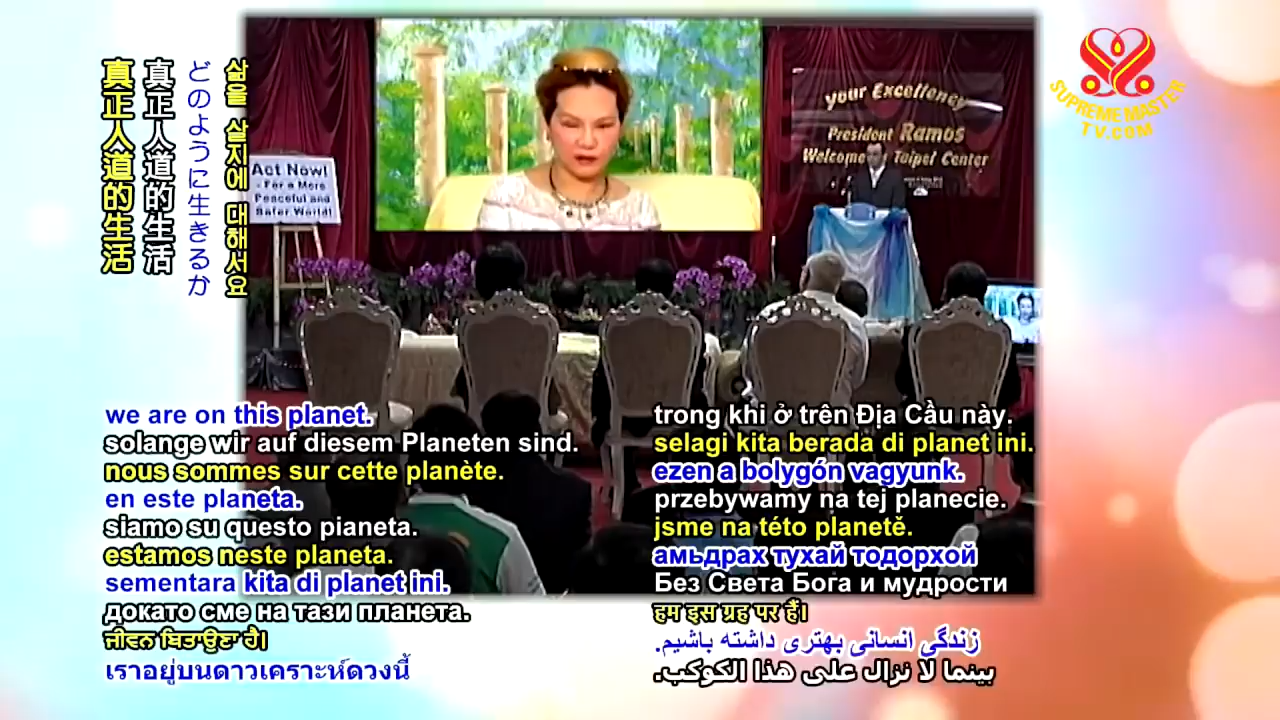 真正人道的生活
真正人道的生活
どのように生きるか
삶을 살지에 대해서요
SUPREME MASTER
TV.COM
Your Excellency
President Ramos
Welcome Taipei Center
Act Now!
- For a More
Peaceful and
Safer World!
we are on this planet.
solange wir auf diesem Planeten sind.
nous sommes sur cette planète.
en este planeta.
siamo su questo pianeta.
estamos neste planeta.
sementara kita di planet ini.
докато сме на тази планета.
ਜੀਵਨ ਬਿਤਾਉਣਾ ਹੈ।
เราอยู่บนดาวเคราะห์ดวงนี้
trong khi ở trên Địa Cầu này.
selagi kita berada di planet ini.
ezen a bolygón vagyunk.
przebywamy na tej planecie.
jsme na této planetě.
амьдрах тухай тодорхой
Без Света Бога и мудрости
हम इस ग्रह पर हैं।
زندگی انسانی بهتری داشته باشیم.
بينما لا نزال على هذا الكوكب.